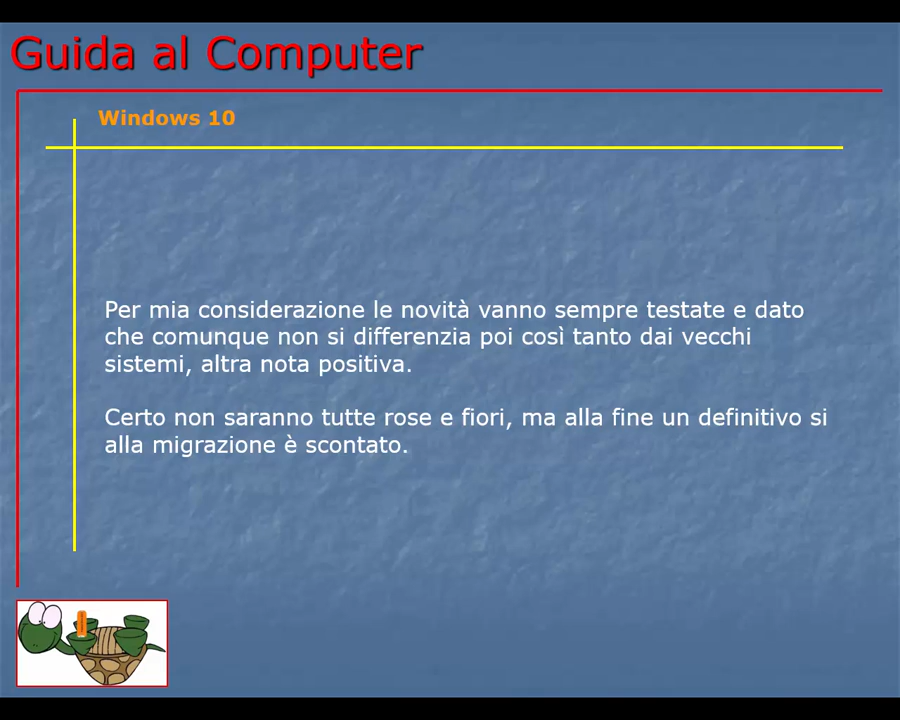 Guida al Computer
Windows 10
Per mia considerazione le novità vanno sempre testate e dato
che comunque non si differenzia poi così tanto dai vecchi
sistemi, altra nota positiva.
Certo non saranno tutte rose e fiori, ma alla fine un definitivo si
alla migrazione è scontato.